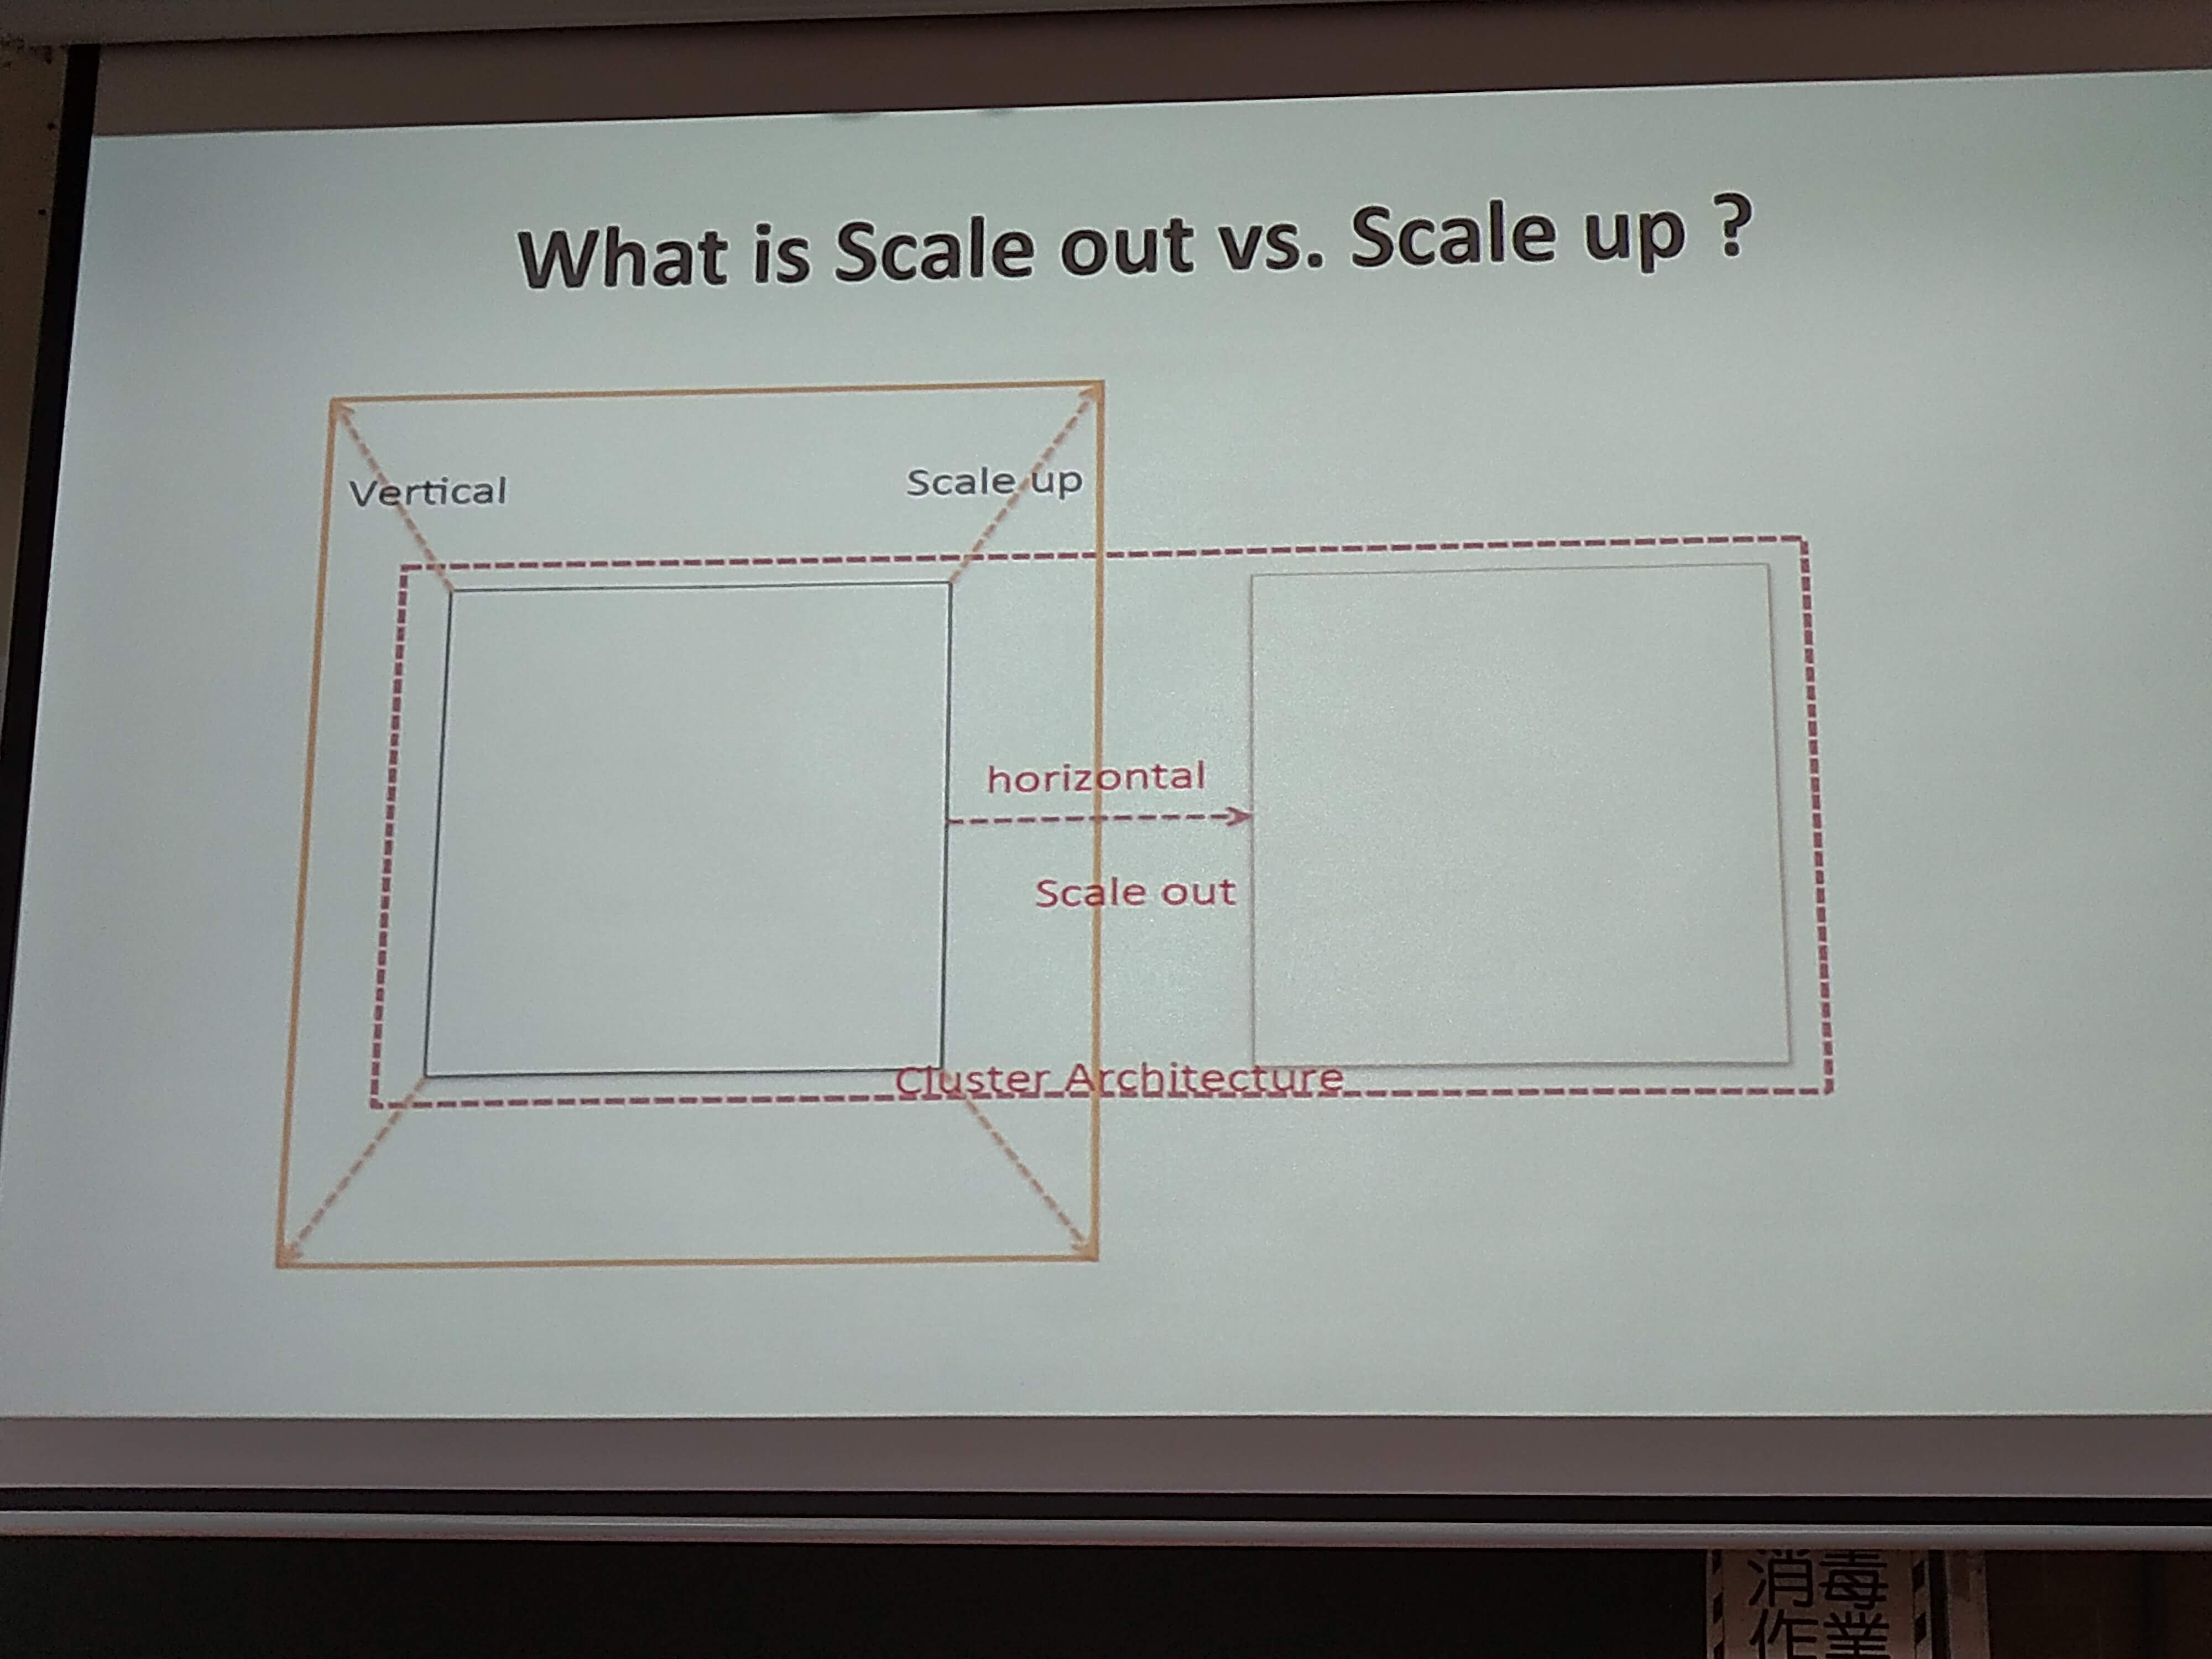 What is Scale out vs. Scale up ?
Vertical
Scale up
horizontal
Scale out
Cluster Architecture
消毒
作業